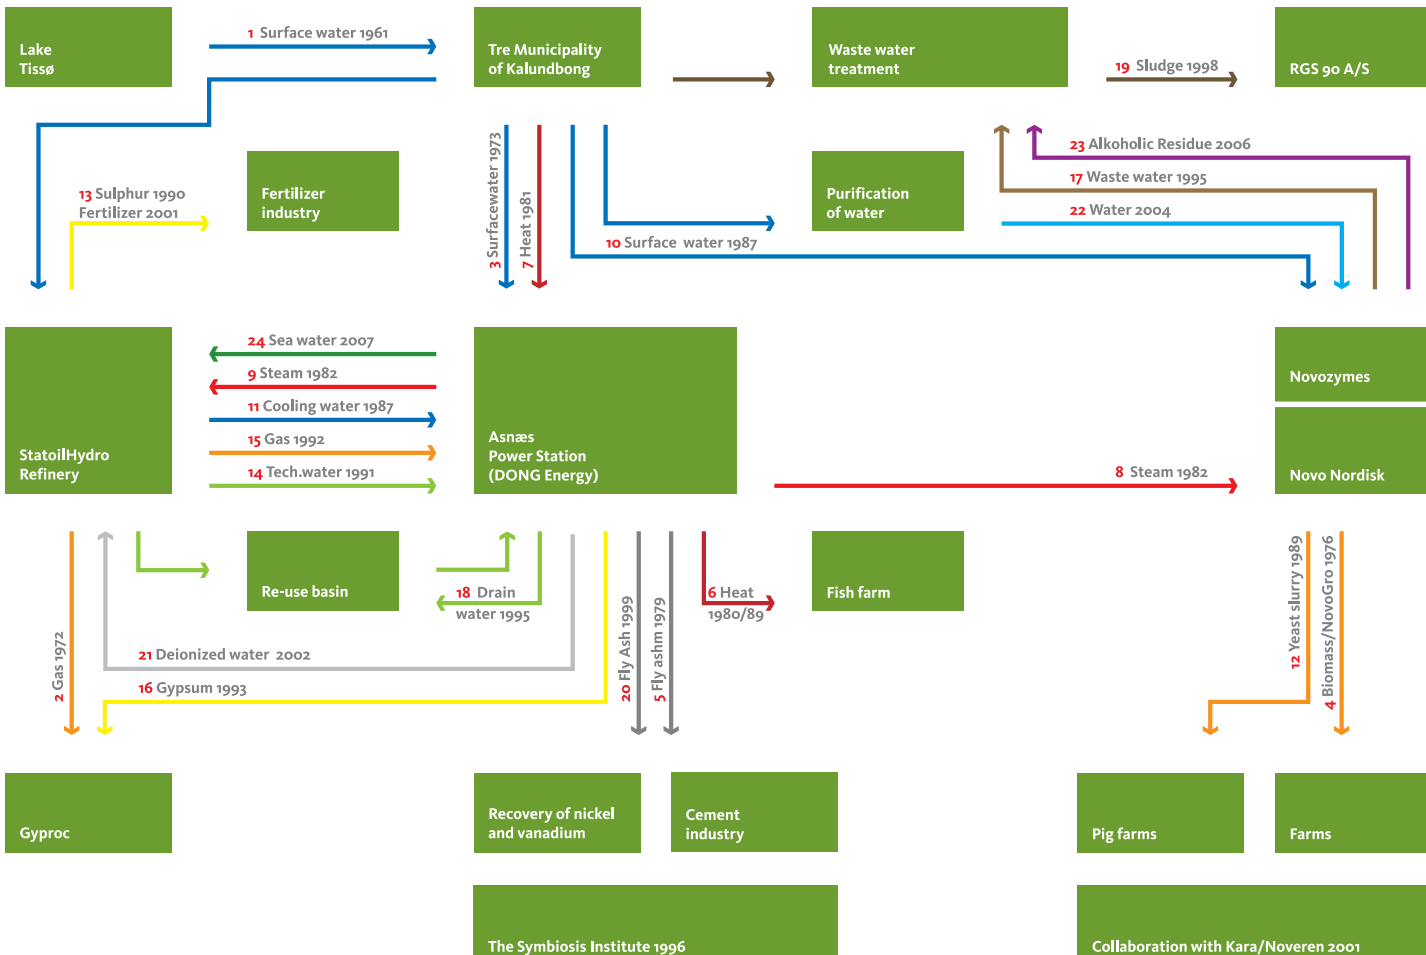 Lake
Tissø
1 Surface water 1961
Tre Municipality
of Kalundbong
Waste water
treatment
19 Sludge 1998
RGS 90 A/S
13 Sulphur 1990
Fertilizer 2001
Fertilizer
industry
3 Surfacewater 1973
7 Heat 1981
10 Surface water 1987
Purification
of water
23 Alkoholic Residue 2006
17 Waste water 1995
22 Water 2004
StatoilHydro
Refinery
24 Sea water 2007
9 Steam 1982
11 Cooling water 1987
15 Gas 1992
14 Tech.water 1991
Asnæs
Power Station
(DONG Energy)
8 Steam 1982
Novozymes
Novo Nordisk
2 Gas 1972
Re-use basin
18 Drain
water 1995
21 Deionized water 2002
16 Gypsum 1993
20 Fly Ash 1999
5 Fly ashm 1979
6 Heat
1980/89
Fish farm
12 Yeast slurry 1989
4 Biomass/NovoGro 1976
Gyproc
Recovery of nickel
and vanadium
Cement
industry
Pig farms
Farms
The Symbiosis Institute 1996
Collaboration with Kara/Noveren 2001